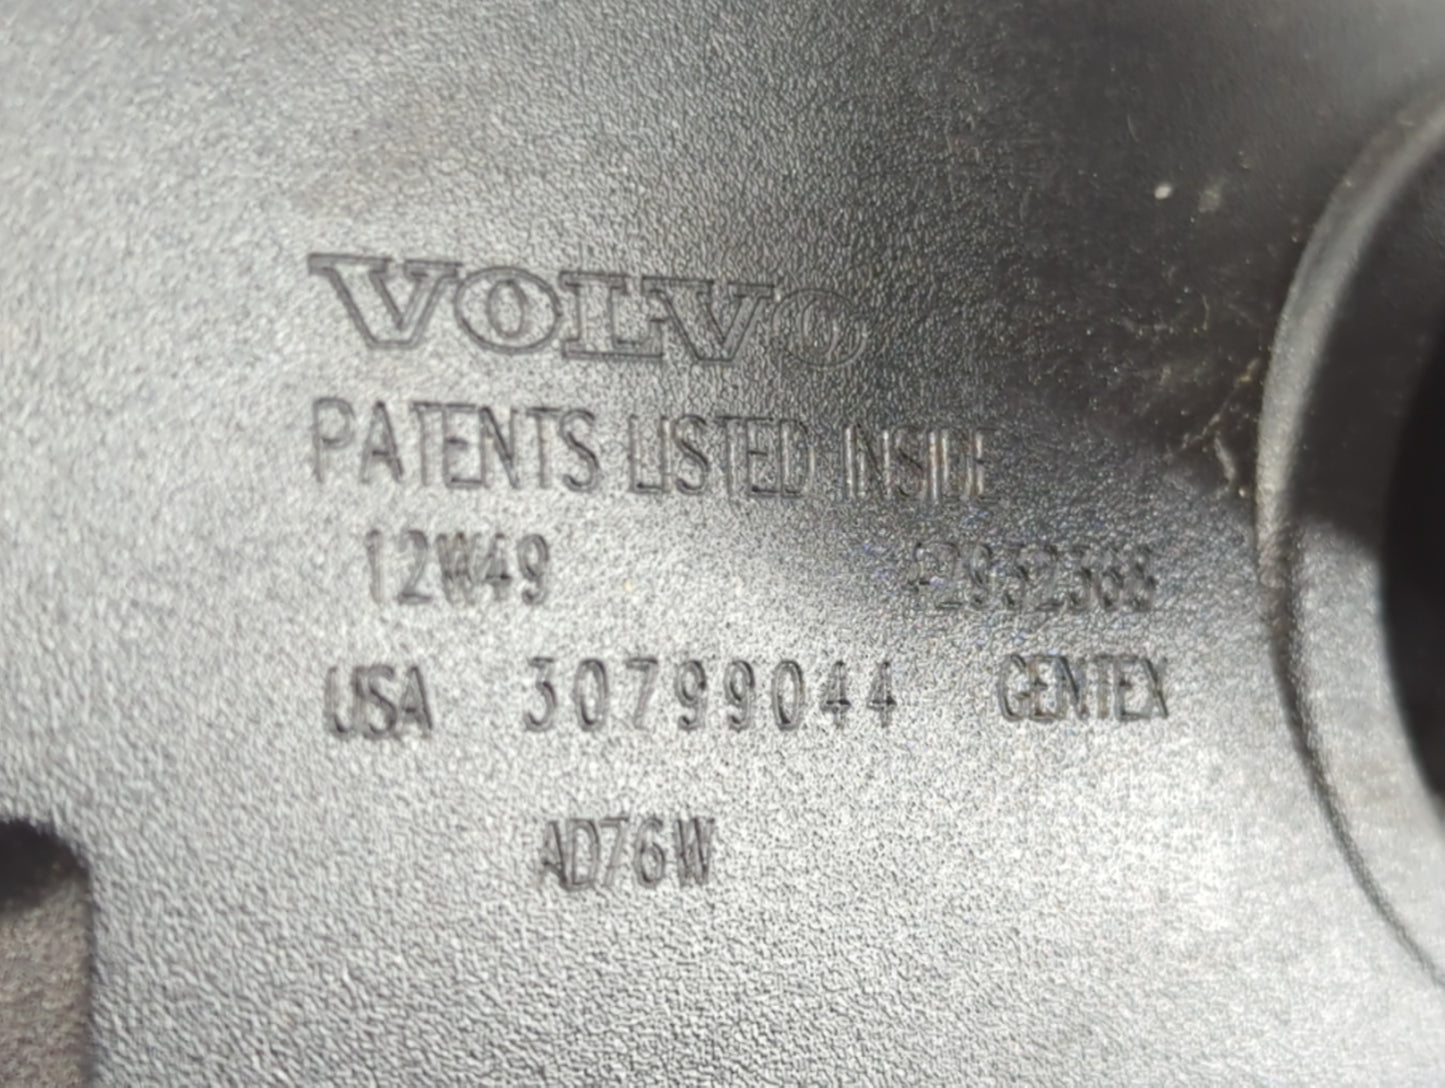 VOLVO
PATENTS LISTED INSIDE
12W49
USA 30799044 GENTEX
AD76W